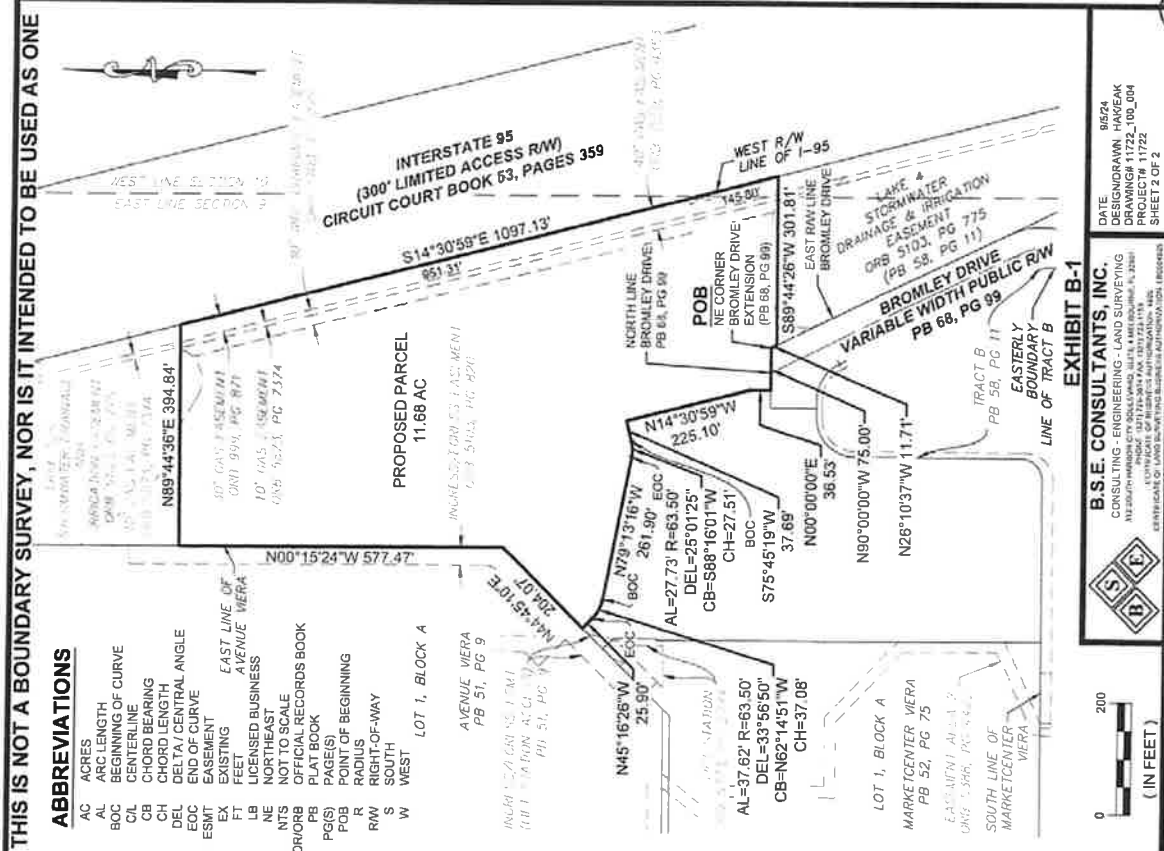 THIS IS NOT A BOUNDARY SURVEY, NOR IS IT INTENDED TO BE USED AS ONE
ABBREVIATIONS
AC ACRES
AL ARC LENGTH
BOC BEGINNING OF CURVE
C/L CENTERLINE
CB CHORD BEARING
CH CHORD LENGTH
DEL DELTA / CENTRAL ANGLE
EOC END OF CURVE
ESMT EASEMENT
EX EXISTING
FT FEET
LB LICENSED BUSINESS
NE NORTHEAST
NTS NOT TO SCALE
OR/ORB OFFICIAL RECORDS BOOK
PB PLAT BOOK
PG(S) PAGE(S)
POB POINT OF BEGINNING
R RADIUS
R/W RIGHT-OF-WAY
S SOUTH
W WEST
EAST LINE OF
AVENUE VIERA
LOT 1, BLOCK A
AVENUE VIERA
PB 51, PG 9
WEST LINE SECTION
EAST LINE SECTION 9
INTERSTATE 95
(300' LIMITED ACCESS R/W)
CIRCUIT COURT BOOK 53, PAGES 359
S14°30'59"E 1097.13'
951.31'
N89°44'36"E 394.84'
10' GAS EASEMENT
PROPOSED PARCEL
11.68 AC
INGRESS/EGRESS EASEMENT
N00°15'24"W 577.47'
N44°45'10"E
204.07'
N45°16'26"W
25.90'
EOC
BOC
N79°13'16"W
261.90'
EOC
AL=27.73' R=63.50'
DEL=25°01'25"
CB=S88°16'01"W
CH=27.51'
BOC
S75°45'19"W
37.69'
AL=37.62' R=63.50'
DEL=33°56'50"
CB=N62°14'51"W
CH=37.08'
N14°30'59"W
225.10'
N00°00'00"E
36.53'
N90°00'00"W 75.00'
N26°10'37"W 11.71'
NORTH LINE
BROMLEY DRIVE
PB 68, PG 99
POB
NE CORNER
BROMLEY DRIVE
EXTENSION
(PB 68, PG 99)
WEST R/W
LINE OF I-95
S89°44'26"W 301.81'
EAST R/W LINE
BROMLEY DRIVE
LAKE &
STORMWATER
DRAINAGE & IRRIGATION
EASEMENT
ORB 5103, PG 775
(PB 58, PG 11)
BROMLEY DRIVE
VARIABLE WIDTH PUBLIC R/W
PB 68, PG 99
TRACT B
PB 58, PG 11
EASTERLY
BOUNDARY
LINE OF TRACT B
LOT 1, BLOCK A
MARKETCENTER VIERA
PB 52, PG 75
SOUTH LINE OF
MARKETCENTER
VIERA
0 200
( IN FEET )
EXHIBIT B-1
B S E
B.S.E. CONSULTANTS, INC.
CONSULTING - ENGINEERING - LAND SURVEYING
DATE: 9/5/24
DESIGN/DRAWN: HAK/EAK
DRAWING# 11722_100_004
PROJECT# 11722
SHEET 2 OF 2